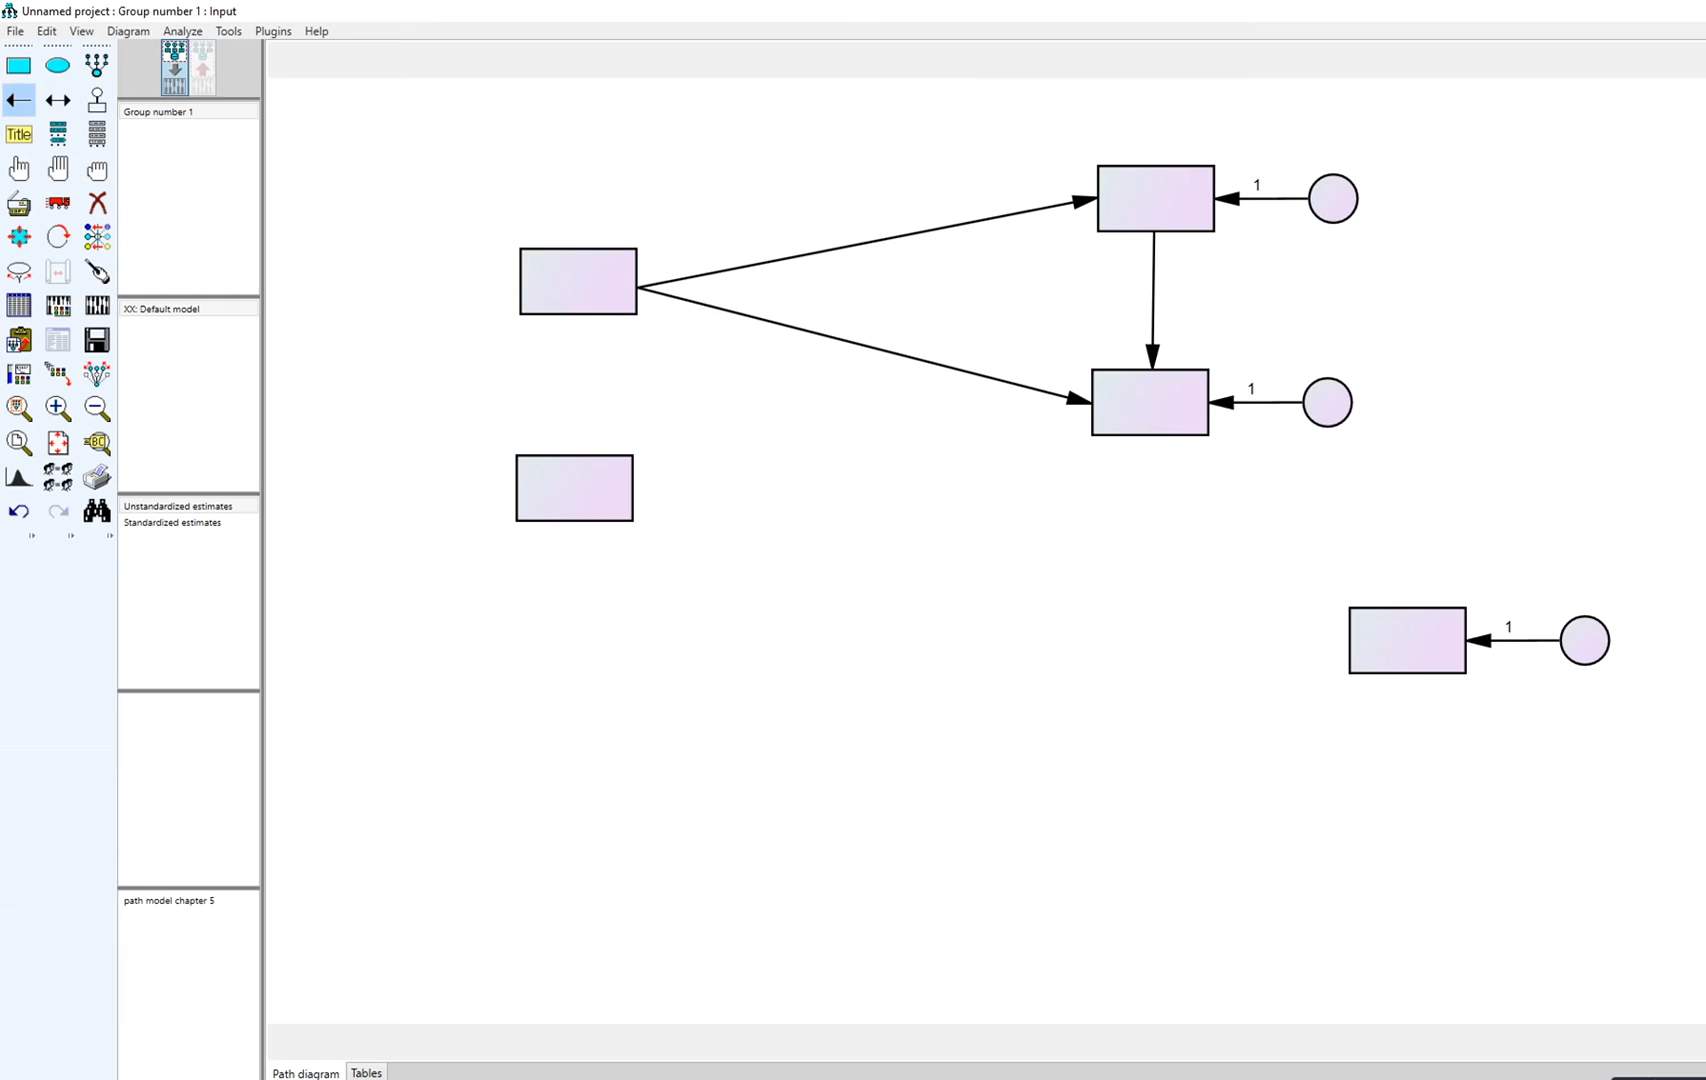 Unnamed project : Group number 1 : Input
File Edit View Diagram Analyze Tools Plugins Help
Title
Group number 1
XX: Default model
Unstandardized estimates
Standardized estimates
path model chapter 5
1
1
1
ABC
Path diagram Tables